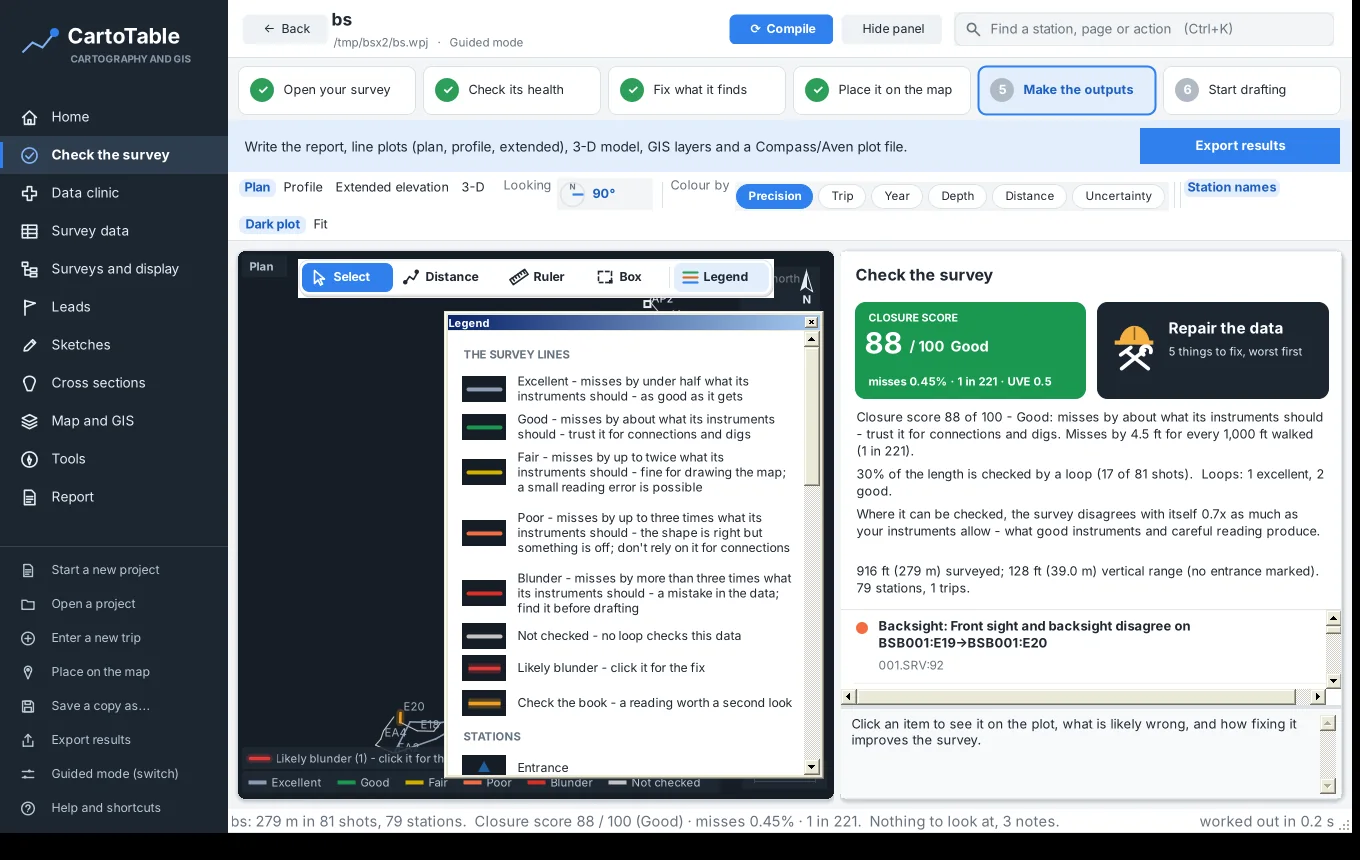 CartoTable
CARTOGRAPHY AND GIS
Home
Check the survey
Data clinic
Survey data
Surveys and display
Leads
Sketches
Cross sections
Map and GIS
Tools
Report
Start a new project
Open a project
Enter a new trip
Place on the map
Save a copy as...
Export results
Guided mode (switch)
Help and shortcuts
← Back
bs
/tmp/bsx2/bs.wpj · Guided mode
⟳ Compile
Hide panel
Find a station, page or action (Ctrl+K)
Open your survey
Check its health
Fix what it finds
Place it on the map
5 Make the outputs
6 Start drafting
Write the report, line plots (plan, profile, extended), 3-D model, GIS layers and a Compass/Aven plot file.
Export results
Plan Profile Extended elevation 3-D Looking N 90° Colour by Precision Trip Year Depth Distance Uncertainty Station names
Dark plot Fit
Plan
Select Distance Ruler Box Legend
north
N
AP2
Legend
THE SURVEY LINES
Excellent - misses by under half what its
instruments should - as good as it gets
Good - misses by about what its instruments
should - trust it for connections and digs
Fair - misses by up to twice what its
instruments should - fine for drawing the map;
a small reading error is possible
Poor - misses by up to three times what its
instruments should - the shape is right but
something is off; don't rely on it for connections
Blunder - misses by more than three times what
its instruments should - a mistake in the data;
find it before drafting
Not checked - no loop checks this data
Likely blunder - click it for the fix
Check the book - a reading worth a second look
STATIONS
Entrance
E20
E18
EA4
Likely blunder (1) - click it for th
Excellent Good Fair Poor Blunder Not checked
Check the survey
CLOSURE SCORE
88 / 100 Good
misses 0.45% · 1 in 221 · UVE 0.5
Repair the data
5 things to fix, worst first
Closure score 88 of 100 - Good: misses by about what its instruments should
- trust it for connections and digs. Misses by 4.5 ft for every 1,000 ft walked
(1 in 221).
30% of the length is checked by a loop (17 of 81 shots). Loops: 1 excellent, 2
good.
Where it can be checked, the survey disagrees with itself 0.7x as much as
your instruments allow - what good instruments and careful reading produce.
916 ft (279 m) surveyed; 128 ft (39.0 m) vertical range (no entrance marked).
79 stations, 1 trips.
Backsight: Front sight and backsight disagree on
BSB001:E19→BSB001:E20
001.SRV:92
Click an item to see it on the plot, what is likely wrong, and how fixing it
improves the survey.
bs: 279 m in 81 shots, 79 stations. Closure score 88 / 100 (Good) · misses 0.45% · 1 in 221. Nothing to look at, 3 notes.
worked out in 0.2 s